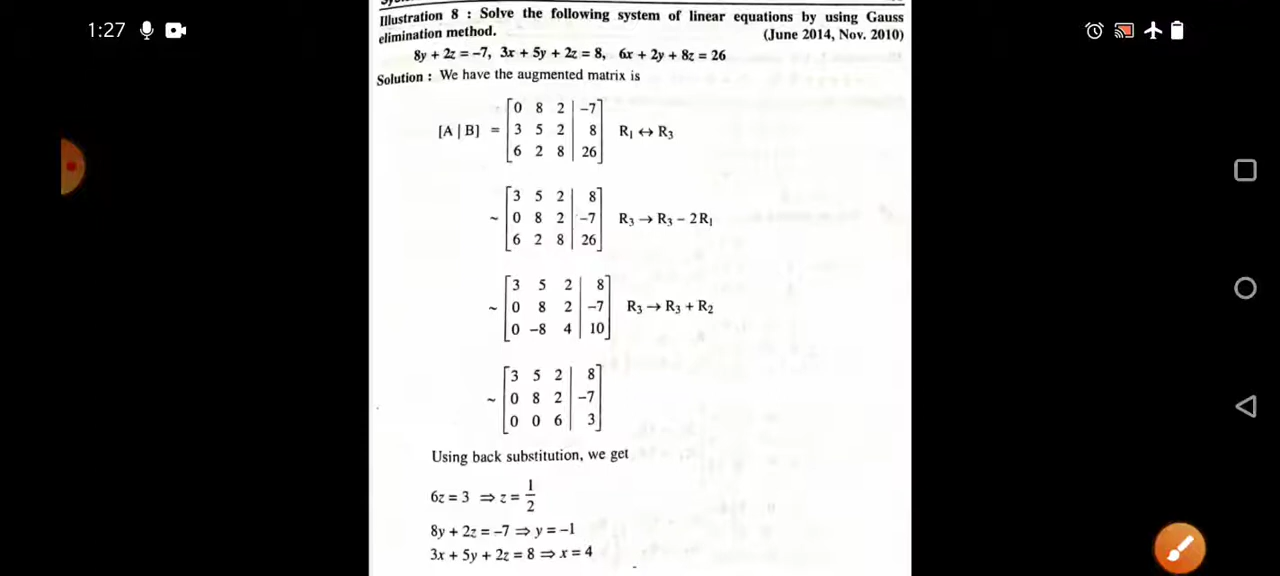 1:27
Illustration 8 : Solve the following system of linear equations by using Gauss
elimination method. (June 2014, Nov. 2010)
8y + 2z = –7, 3x + 5y + 2z = 8, 6x + 2y + 8z = 26
Solution : We have the augmented matrix is
0 8 2 | –7
[A | B] = 3 5 2 | 8 R₁ ↔ R₃
6 2 8 | 26
3 5 2 | 8
~ 0 8 2 | –7 R₃ → R₃ – 2R₁
6 2 8 | 26
3 5 2 | 8
~ 0 8 2 | –7 R₃ → R₃ + R₂
0 –8 4 | 10
3 5 2 | 8
~ 0 8 2 | –7
0 0 6 | 3
Using back substitution, we get
6z = 3 ⇒ z = 1/2
8y + 2z = –7 ⇒ y = –1
3x + 5y + 2z = 8 ⇒ x = 4